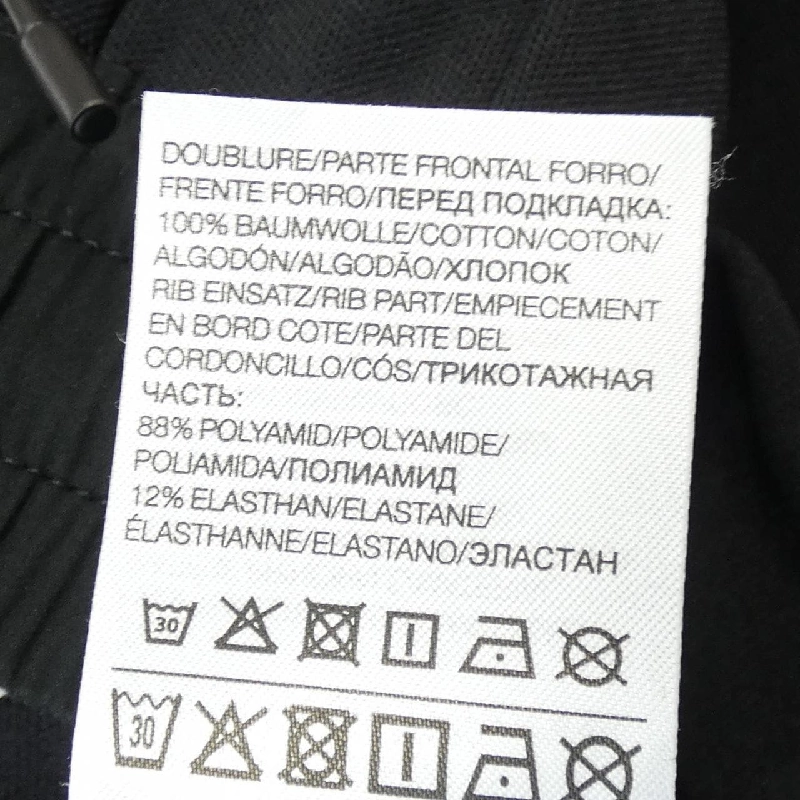 DOUBLURE/PARTE FRONTAL FORRO/
FRENTE FORRO/ПЕРЕД ПОДКЛАДКА:
100% BAUMWOLLE/COTTON/COTON/
ALGODÓN/ALGODÃO/ХЛОПОК
RIB EINSATZ/RIB PART/EMPIECEMENT
EN BORD COTE/PARTE DEL
CORDONCILLO/CÓS/ТРИКОТАЖНАЯ
ЧАСТЬ:
88% POLYAMID/POLYAMIDE/
POLIAMIDA/ПОЛИАМИД
12% ELASTHAN/ELASTANE/
ÉLASTHANNE/ELASTANO/ЭЛАСТАН
30
30